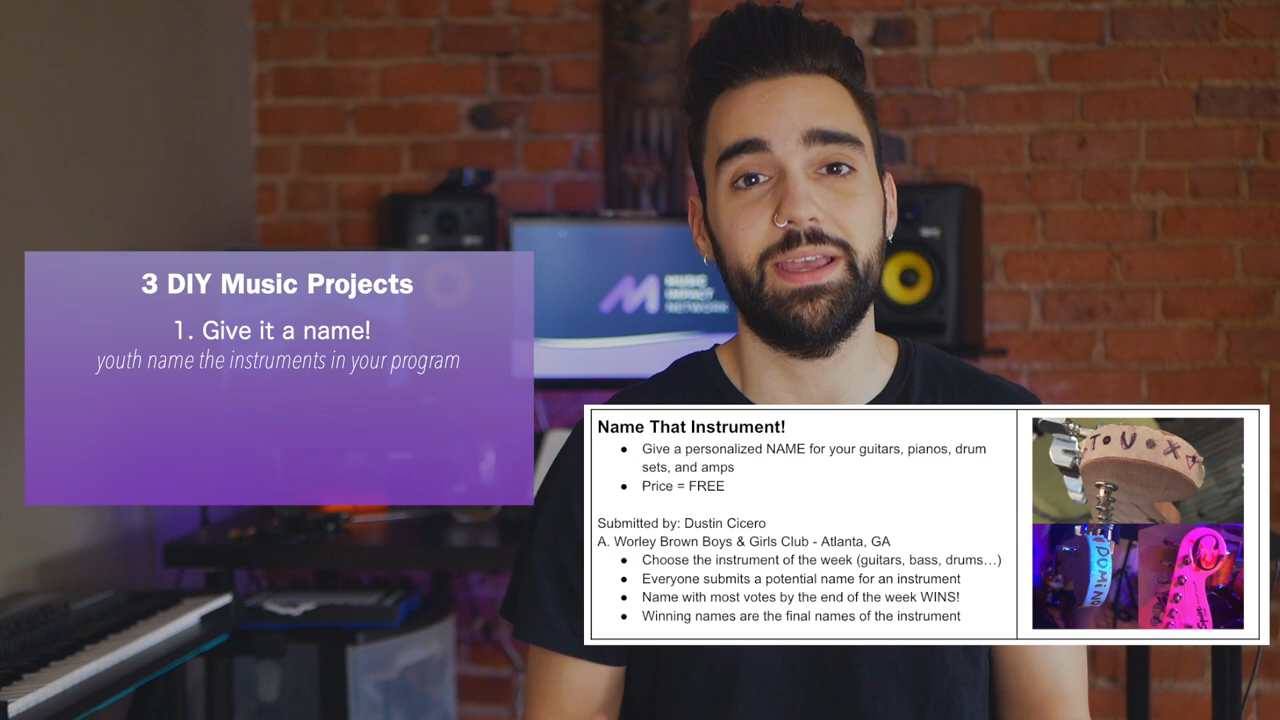 3 DIY Music Projects
1. Give it a name!
youth name the instruments in your program
MUSIC
IMPACT
NETWORK
Name That Instrument!
● Give a personalized NAME for your guitars, pianos, drum
sets, and amps
● Price = FREE
Submitted by: Dustin Cicero
A. Worley Brown Boys & Girls Club - Atlanta, GA
● Choose the instrument of the week (guitars, bass, drums…)
● Everyone submits a potential name for an instrument
● Name with most votes by the end of the week WINS!
● Winning names are the final names of the instrument
DOMINO